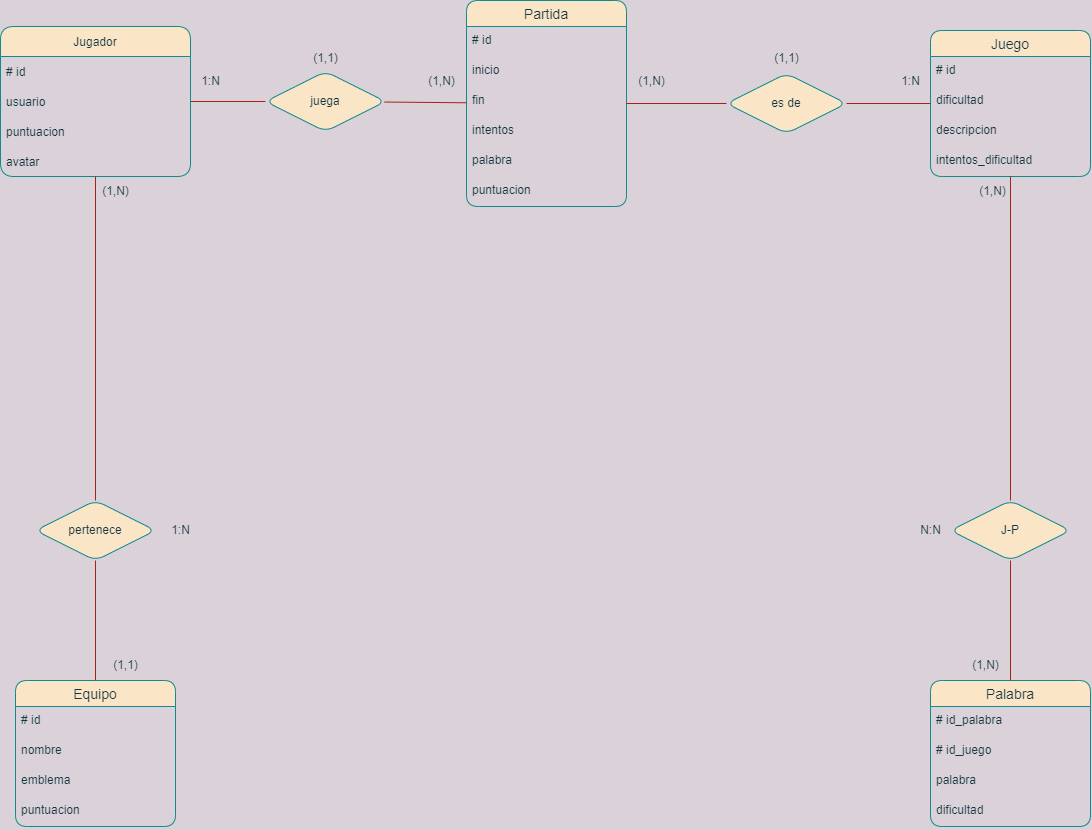 Jugador
# id
usuario
puntuacion
avatar
1:N
(1,1)
juega
(1,N)
Partida
# id
inicio
fin
intentos
palabra
puntuacion
(1,N)
(1,1)
es de
1:N
Juego
# id
dificultad
descripcion
intentos_dificultad
(1,N)
(1,N)
pertenece
1:N
N:N
J-P
(1,1)
(1,N)
Equipo
# id
nombre
emblema
puntuacion
Palabra
# id_palabra
# id_juego
palabra
dificultad